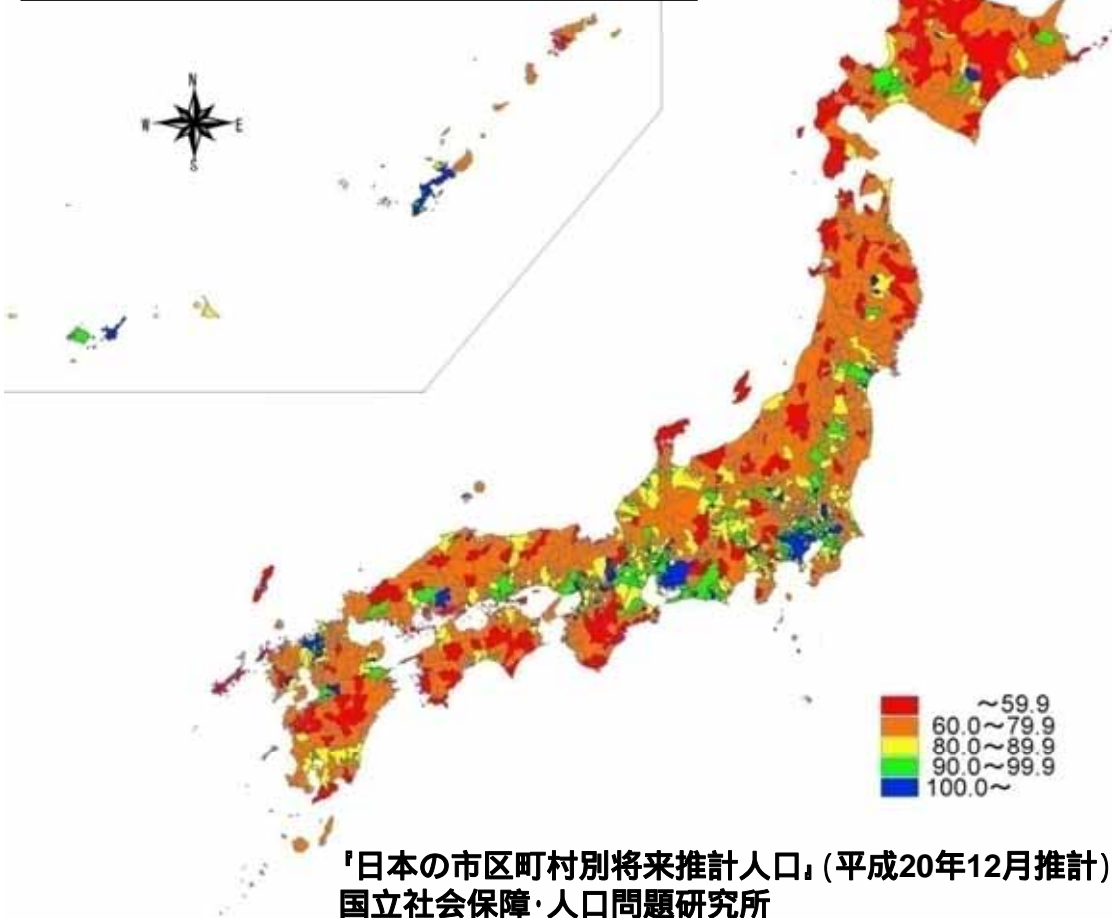 N
W E
S
～59.9
60.0～79.9
80.0～89.9
90.0～99.9
100.0～
『日本の市区町村別将来推計人口』(平成20年12月推計)
国立社会保障･人口問題研究所